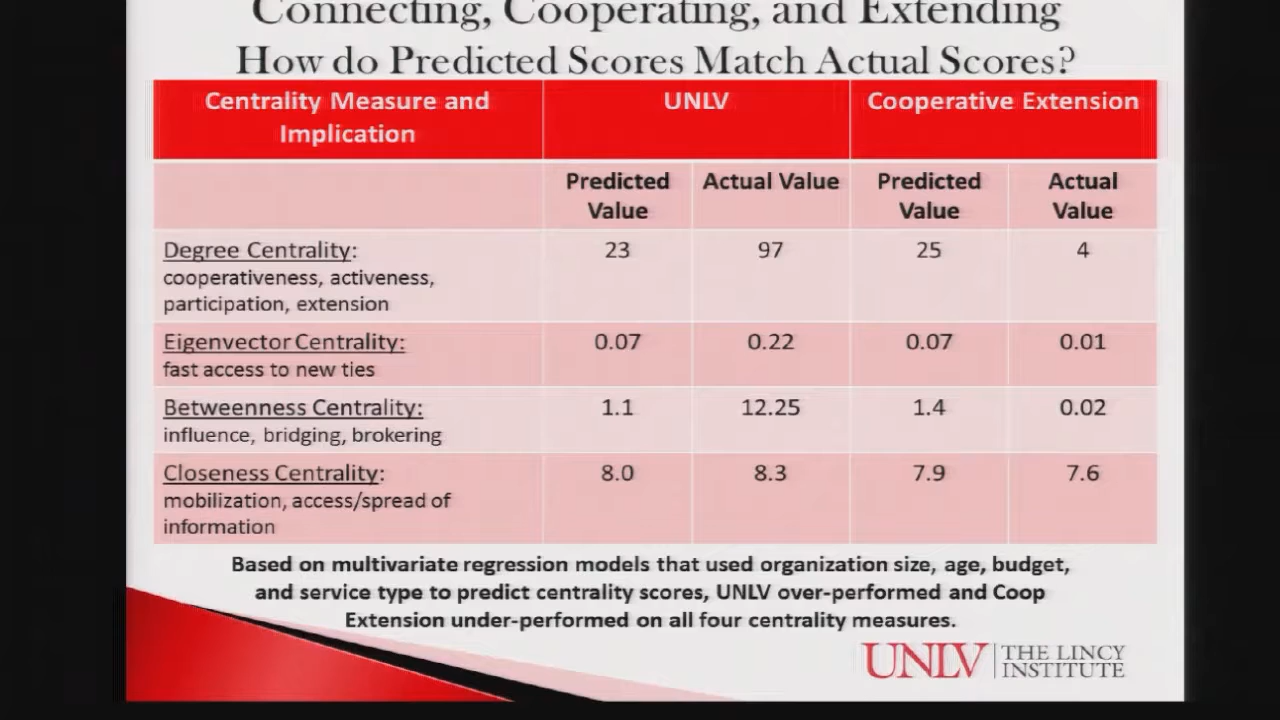 Connecting, Cooperating, and Extending
How do Predicted Scores Match Actual Scores?
Centrality Measure and
Implication
UNLV
Cooperative Extension
Predicted
Value
Actual Value
Predicted
Value
Actual
Value
Degree Centrality:
cooperativeness, activeness,
participation, extension
23
97
25
4
Eigenvector Centrality:
fast access to new ties
0.07
0.22
0.07
0.01
Betweenness Centrality:
influence, bridging, brokering
1.1
12.25
1.4
0.02
Closeness Centrality:
mobilization, access/spread of
information
8.0
8.3
7.9
7.6
Based on multivariate regression models that used organization size, age, budget,
and service type to predict centrality scores, UNLV over-performed and Coop
Extension under-performed on all four centrality measures.
UNLV
THE LINCY
INSTITUTE